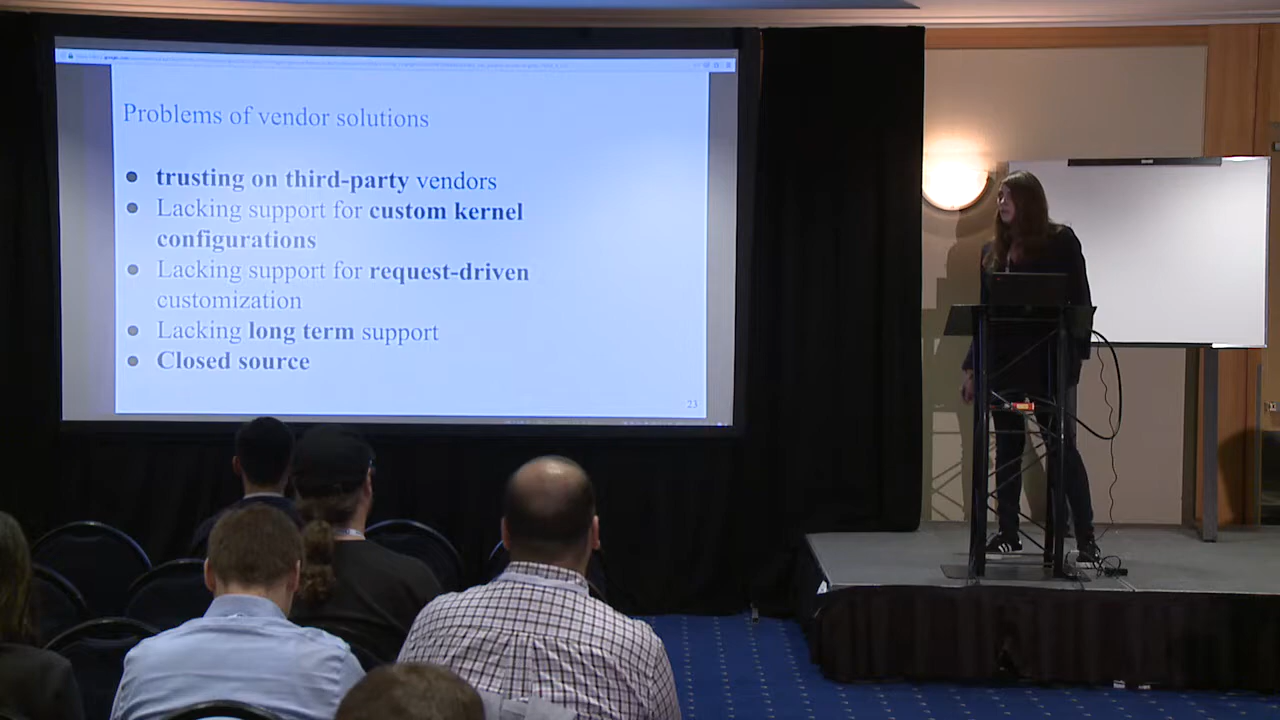 Problems of vendor solutions
● trusting on third-party vendors
● Lacking support for custom kernel
configurations
● Lacking support for request-driven
customization
● Lacking long term support
● Closed source
23